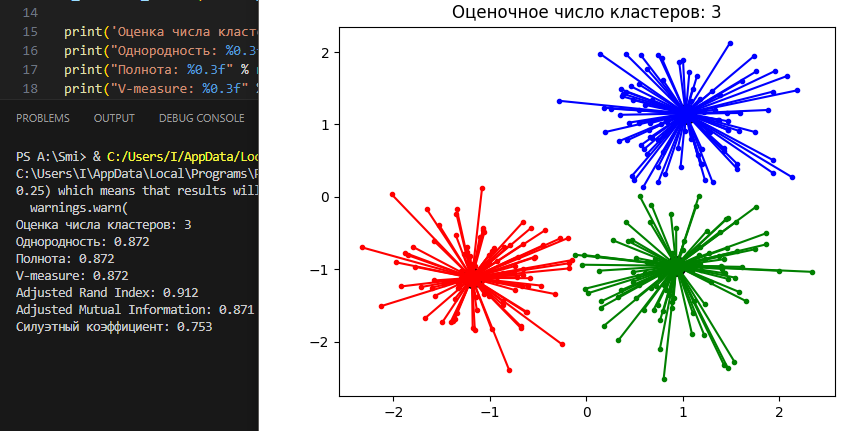 14
15 print('Оценка числа класт
16 print("Однородность: %0.3
17 print("Полнота: %0.3f" %
18 print("V-measure: %0.3f"
PROBLEMS OUTPUT DEBUG CONSOLE
PS A:\Smi> & C:/Users/I/AppData/Loc
C:\Users\I\AppData\Local\Programs\P
0.25) which means that results will
warnings.warn(
Оценка числа кластеров: 3
Однородность: 0.872
Полнота: 0.872
V-measure: 0.872
Adjusted Rand Index: 0.912
Adjusted Mutual Information: 0.871
Силуэтный коэффициент: 0.753
Оценочное число кластеров: 3
2
1
0
−1
−2
−2 −1 0 1 2